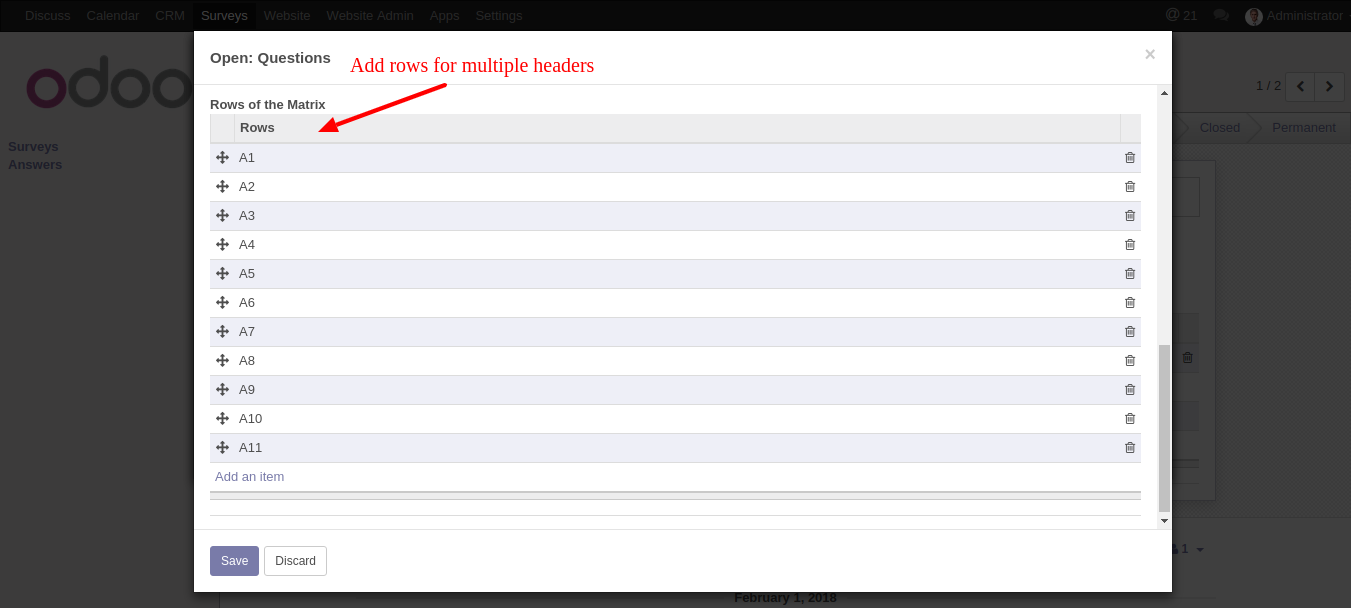 Discuss Calendar CRM Surveys Website Website Admin Apps Settings @ 21 Administrator
odoo
Open: Questions ×
Add rows for multiple headers
1 / 2
Rows of the Matrix
Rows
Closed Permanent
Surveys
Answers
A1
A2
A3
A4
A5
A6
A7
A8
A9
A10
A11
Add an item
Save Discard
1
February 1, 2018